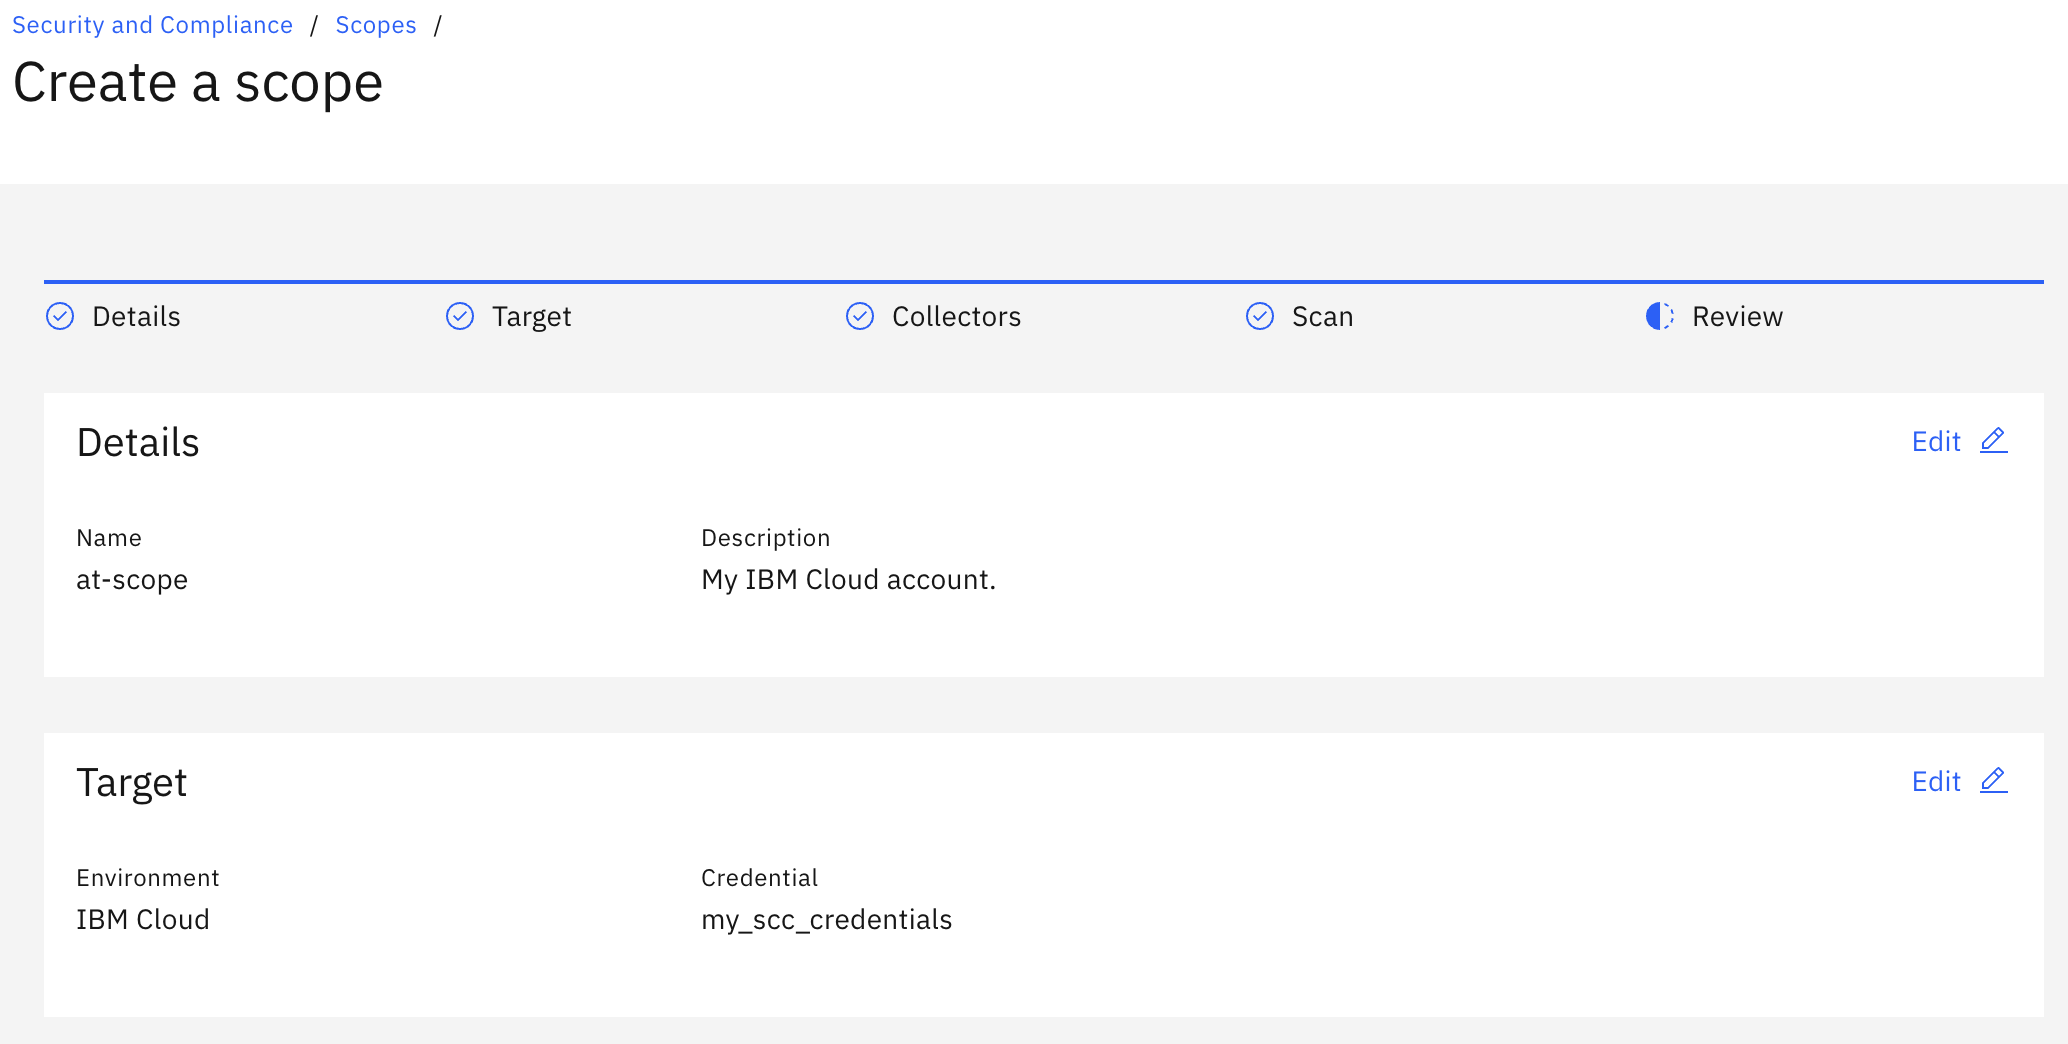 Security and Compliance / Scopes /
Create a scope
Details Target Collectors Scan Review
Details Edit
Name Description
at-scope My IBM Cloud account.
Target Edit
Environment Credential
IBM Cloud my_scc_credentials